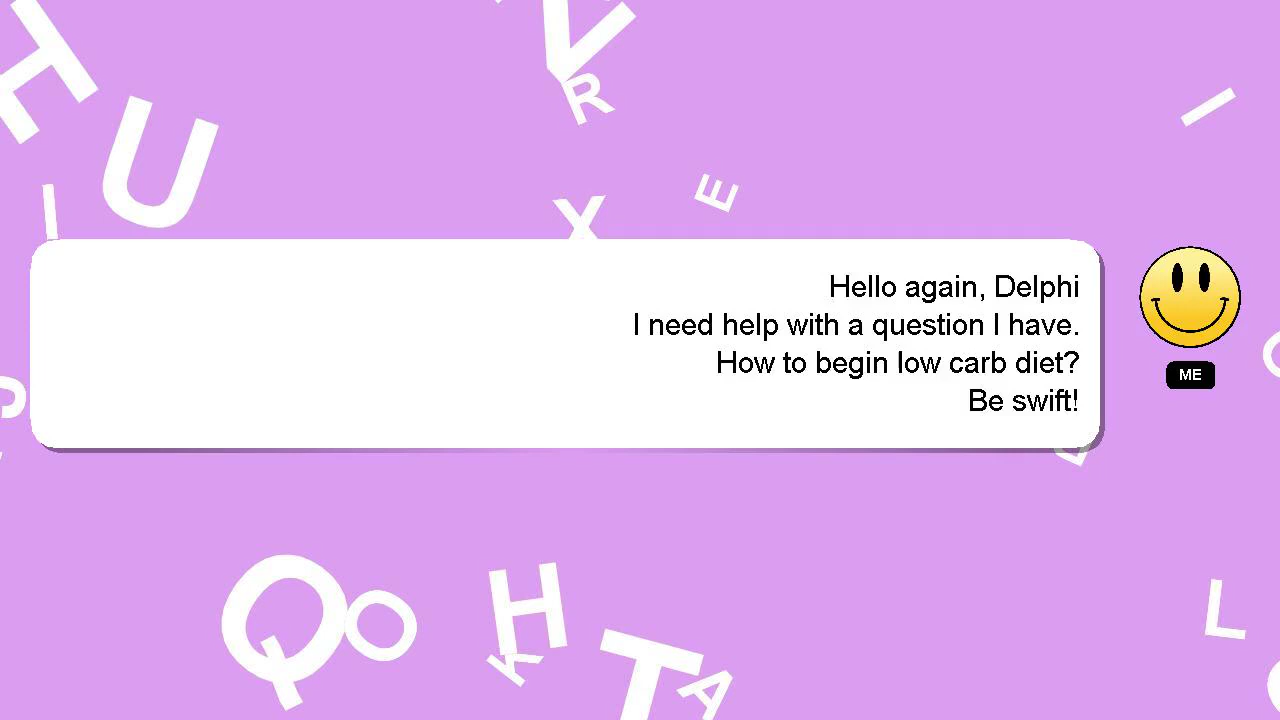 Hello again, Delphi
I need help with a question I have.
How to begin low carb diet?
Be swift!
ME
H
U
I
V
R
X
E
I
Q
O
H
K
T
A
L